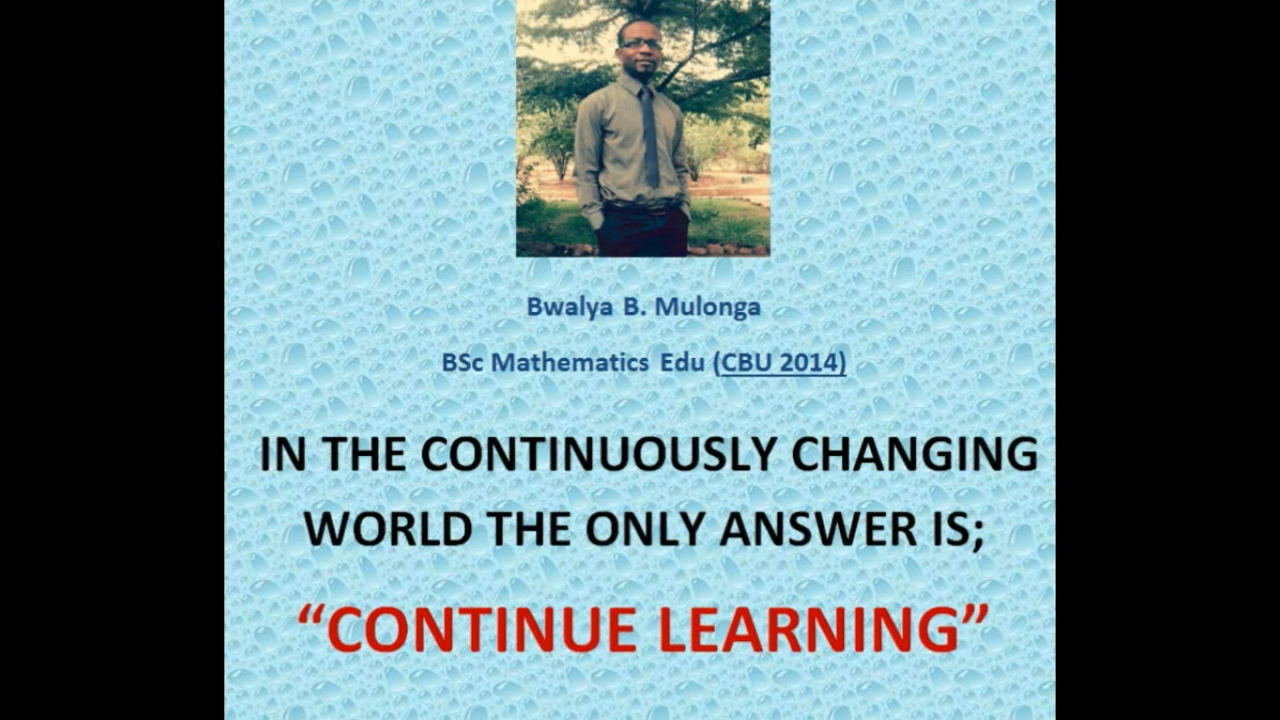 Bwalya B. Mulonga
BSc Mathematics Edu (CBU 2014)
IN THE CONTINUOUSLY CHANGING
WORLD THE ONLY ANSWER IS;
“CONTINUE LEARNING”